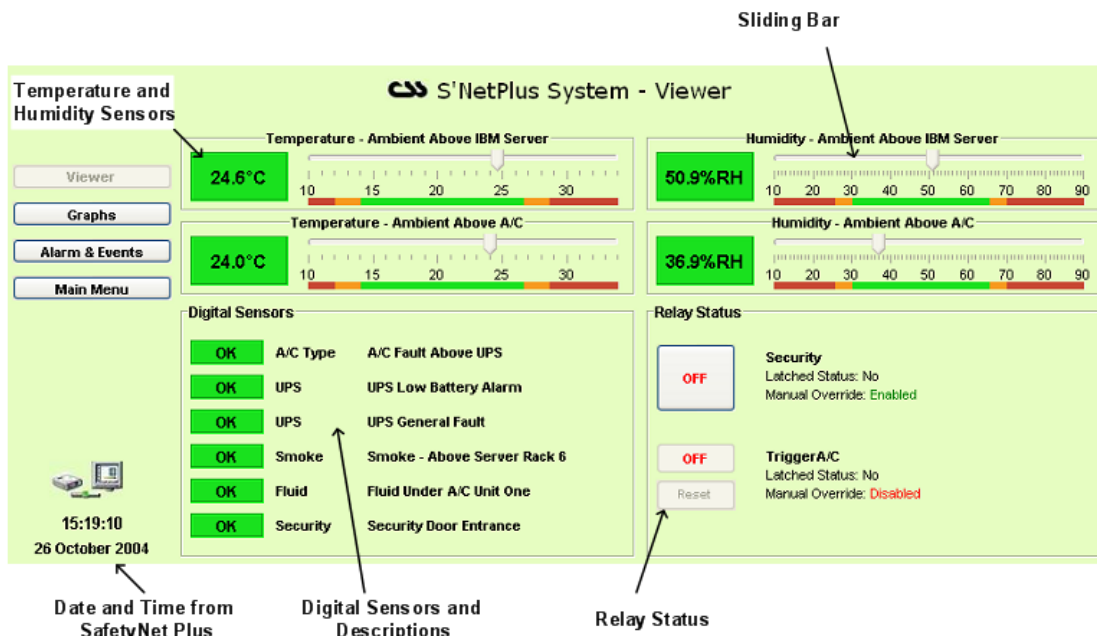 Sliding Bar
Temperature and
Humidity Sensors
CSS S'NetPlus System - Viewer
Temperature - Ambient Above IBM Server
24.6°C
10 15 20 25 30
Humidity - Ambient Above IBM Server
50.9%RH
10 20 30 40 50 60 70 80 90
Viewer
Graphs
Alarm & Events
Main Menu
Temperature - Ambient Above A/C
24.0°C
10 15 20 25 30
Humidity - Ambient Above A/C
36.9%RH
10 20 30 40 50 60 70 80 90
Digital Sensors
OK A/C Type A/C Fault Above UPS
OK UPS UPS Low Battery Alarm
OK UPS UPS General Fault
OK Smoke Smoke - Above Server Rack 6
OK Fluid Fluid Under A/C Unit One
OK Security Security Door Entrance
Relay Status
OFF
Security
Latched Status: No
Manual Override: Enabled
OFF
TriggerA/C
Latched Status: No
Reset
Manual Override: Disabled
15:19:10
26 October 2004
Date and Time from
SafetyNet Plus
Digital Sensors and
Descriptions
Relay Status